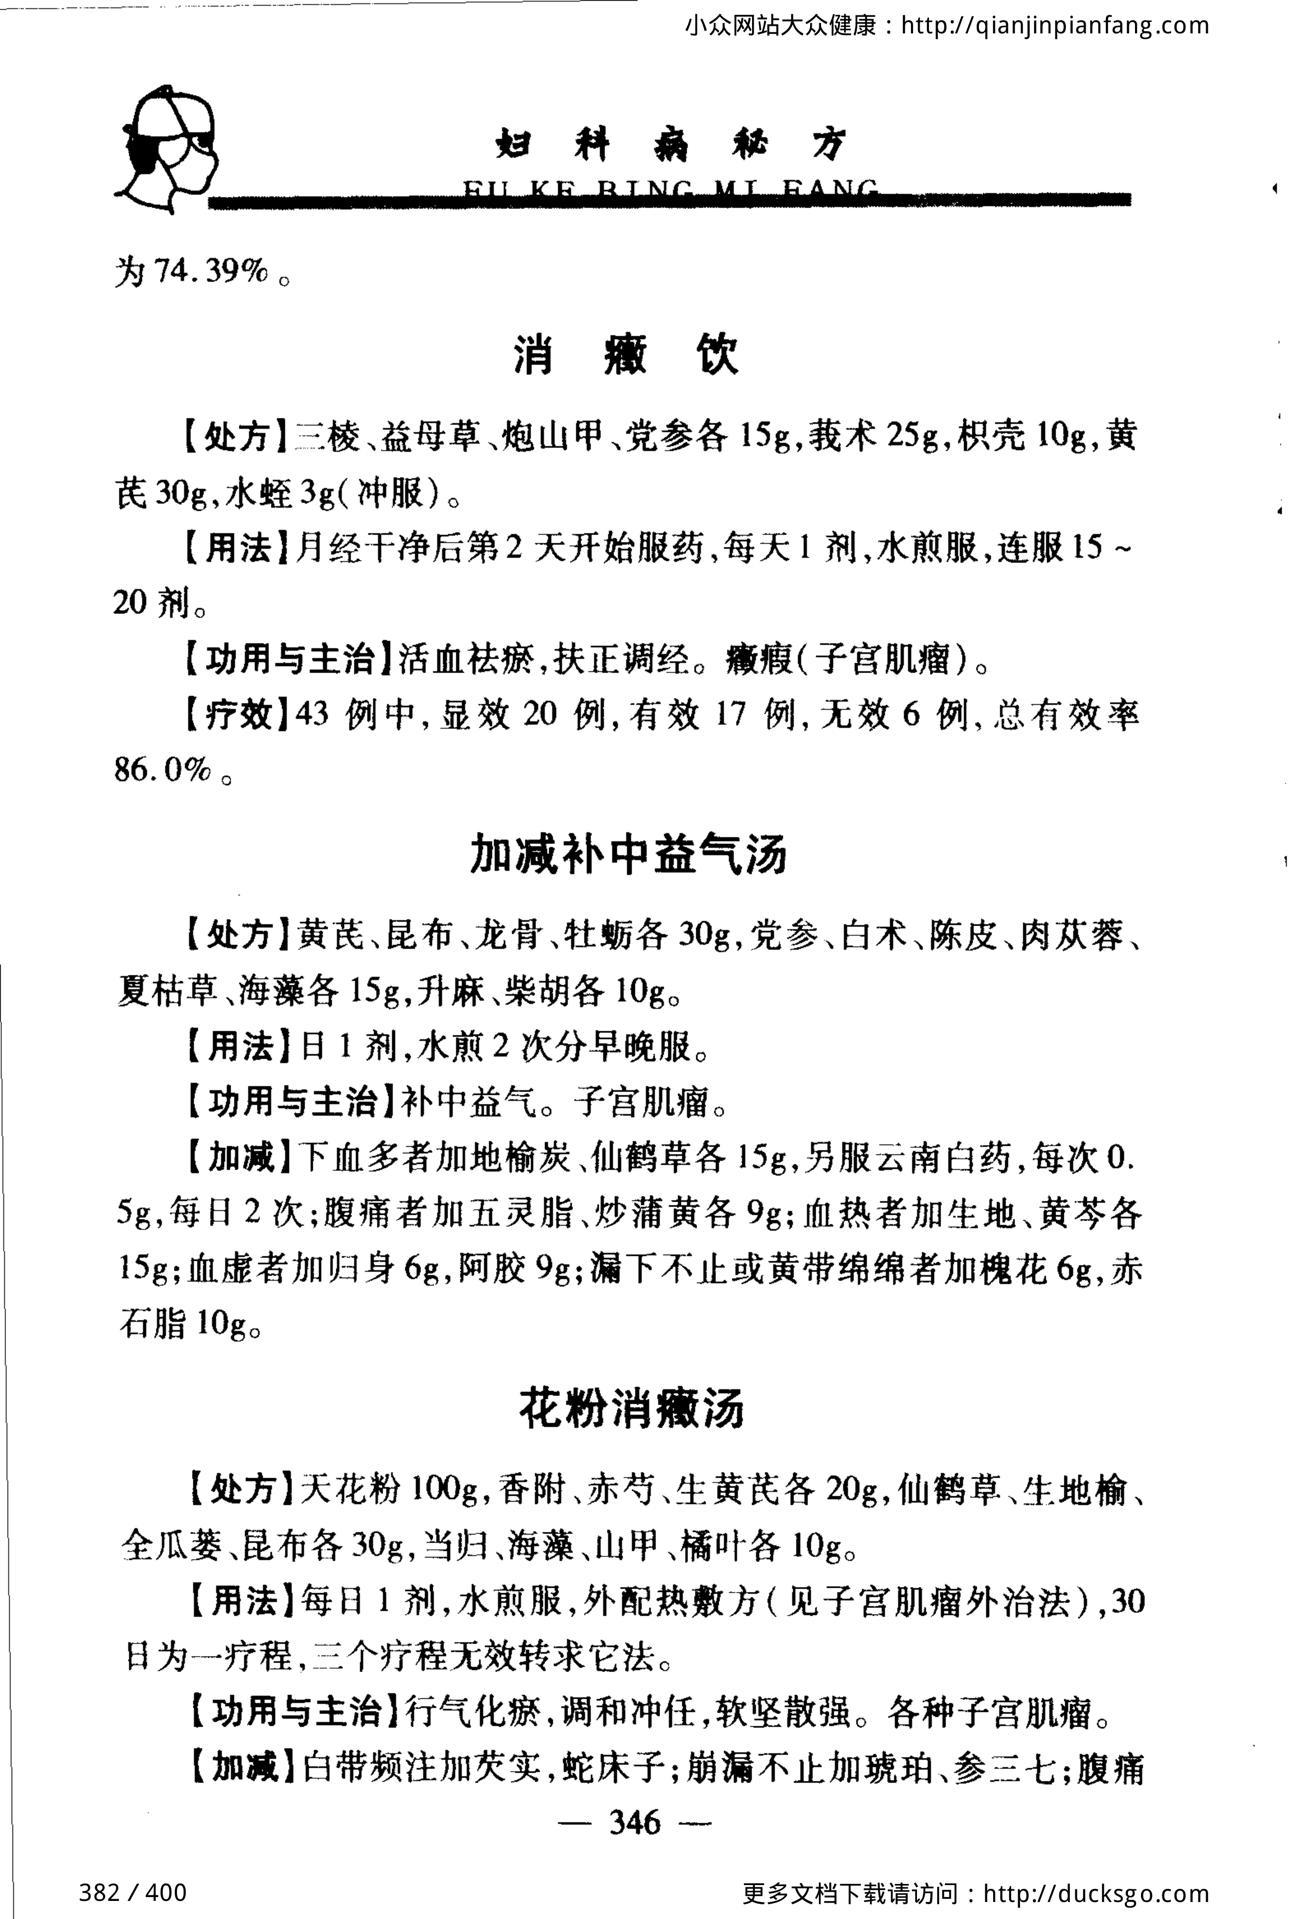 小众网站大众健康：http://qianjinpianfang.com
妇科病秘方
FU KE BING MI FANG
为74.39%。
消癥饮
【处方】三棱、益母草、炮山甲、党参各15g,莪术25g,枳壳10g,黄
芪30g,水蛭3g(冲服)。
【用法】月经干净后第2天开始服药,每天1剂,水煎服,连服15～
20剂。
【功用与主治】活血祛瘀,扶正调经。癥瘕(子宫肌瘤)。
【疗效】43例中,显效20例,有效17例,无效6例,总有效率
86.0%。
加减补中益气汤
【处方】黄芪、昆布、龙骨、牡蛎各30g,党参、白术、陈皮、肉苁蓉、
夏枯草、海藻各15g,升麻、柴胡各10g。
【用法】日1剂,水煎2次分早晚服。
【功用与主治】补中益气。子宫肌瘤。
【加减】下血多者加地榆炭、仙鹤草各15g,另服云南白药,每次0.
5g,每日2次;腹痛者加五灵脂、炒蒲黄各9g;血热者加生地、黄芩各
15g;血虚者加归身6g,阿胶9g;漏下不止或黄带绵绵者加槐花6g,赤
石脂10g。
花粉消癥汤
【处方】天花粉100g,香附、赤芍、生黄芪各20g,仙鹤草、生地榆、
全瓜蒌、昆布各30g,当归、海藻、山甲、橘叶各10g。
【用法】每日1剂,水煎服,外配热敷方(见子宫肌瘤外治法),30
日为一疗程,三个疗程无效转求它法。
【功用与主治】行气化瘀,调和冲任,软坚散强。各种子宫肌瘤。
【加减】白带频注加芡实,蛇床子;崩漏不止加琥珀、参三七;腹痛
— 346 —
382 / 400
更多文档下载请访问：http://ducksgo.com